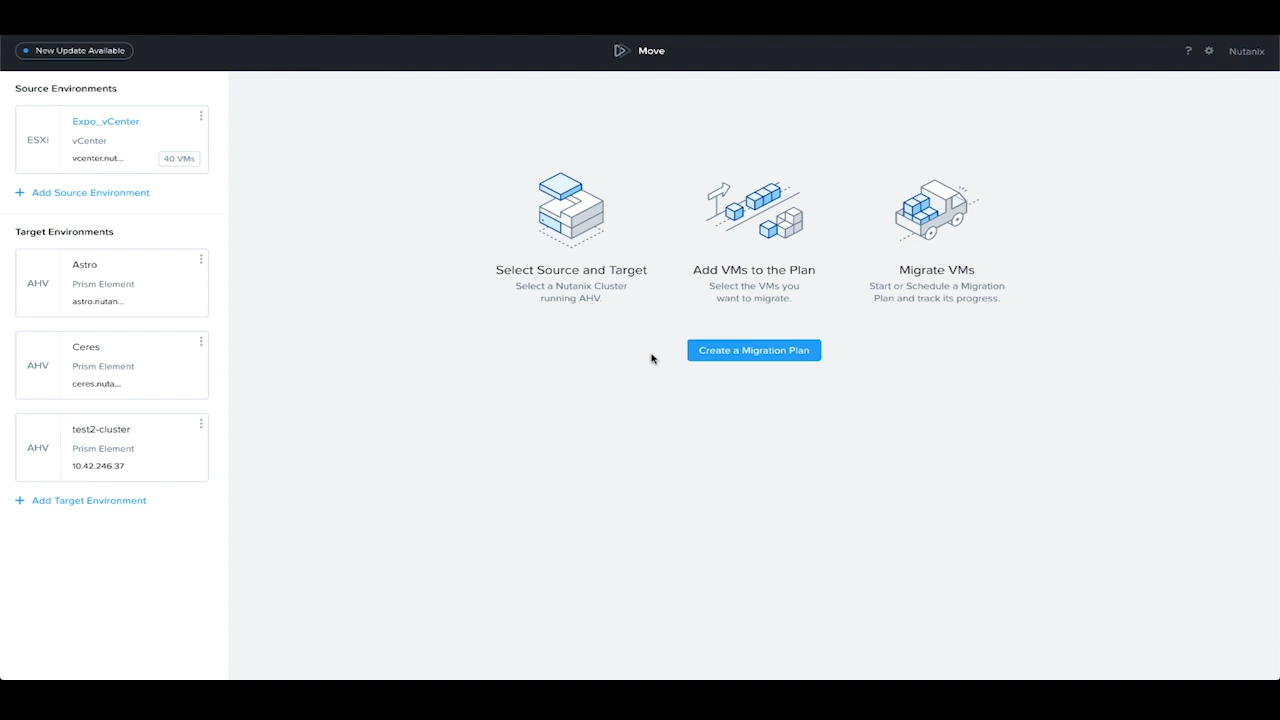 New Update Available
Move
?
Nutanix
Source Environments
ESXi
Expo_vCenter
vCenter
vcenter.nut...
40 VMs
+ Add Source Environment
Target Environments
AHV
Astro
Prism Element
astro.nutan...
AHV
Ceres
Prism Element
ceres.nuta...
AHV
test2-cluster
Prism Element
10.42.246.37
+ Add Target Environment
Select Source and Target
Select a Nutanix Cluster
running AHV.
Add VMs to the Plan
Select the VMs you
want to migrate.
Migrate VMs
Start or Schedule a Migration
Plan and track its progress.
Create a Migration Plan